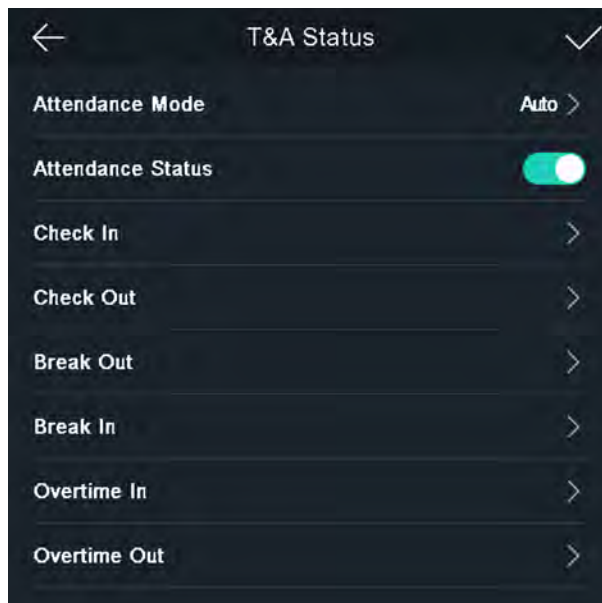 T&A Status
Attendance Mode Auto
Attendance Status
Check In
Check Out
Break Out
Break In
Overtime In
Overtime Out